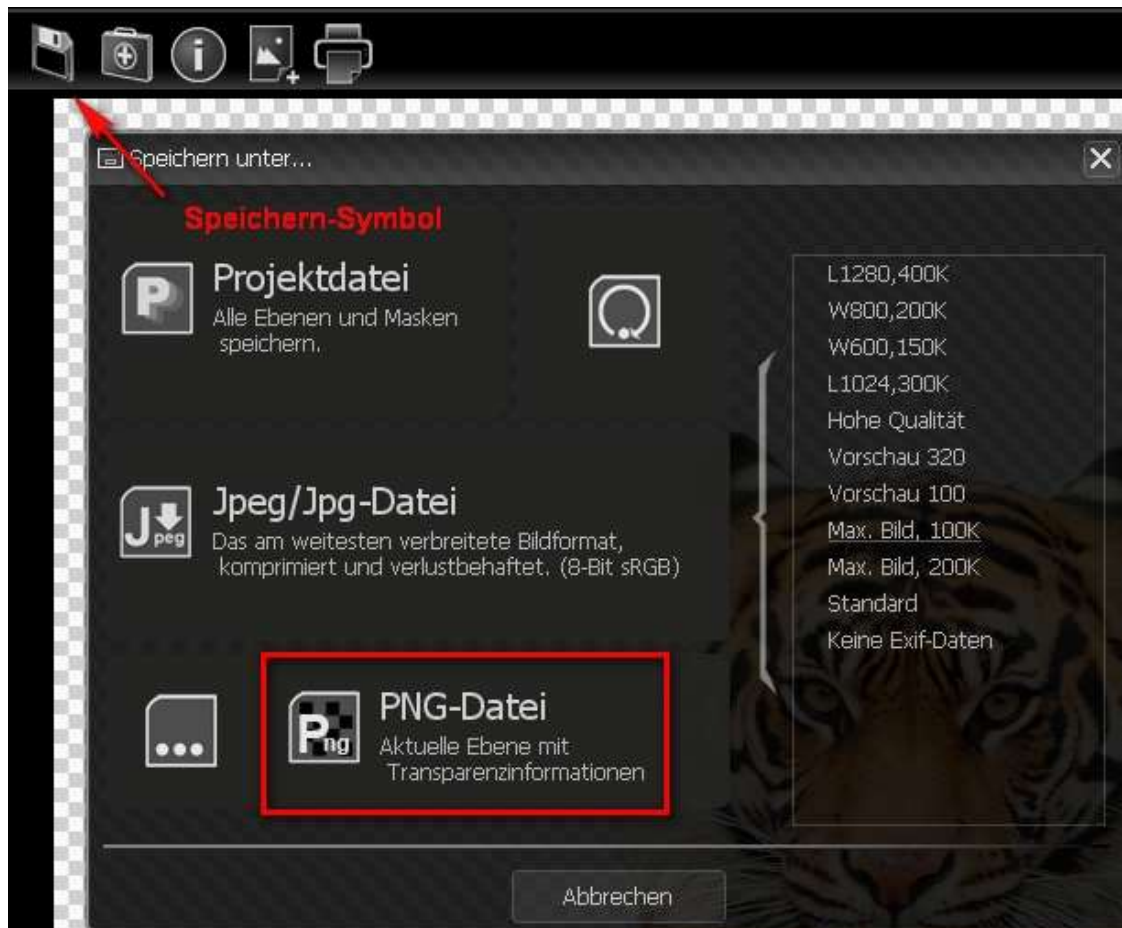 Speichern unter...
Speichern-Symbol
P
Projektdatei
Alle Ebenen und Masken
speichern.
J
peg
Jpeg/Jpg-Datei
Das am weitesten verbreitete Bildformat,
komprimiert und verlustbehaftet. (8-Bit sRGB)
Png
PNG-Datei
Aktuelle Ebene mit
Transparenzinformationen
L1280,400K
W800,200K
W600,150K
L1024,300K
Hohe Qualität
Vorschau 320
Vorschau 100
Max. Bild, 100K
Max. Bild, 200K
Standard
Keine Exif-Daten
Abbrechen